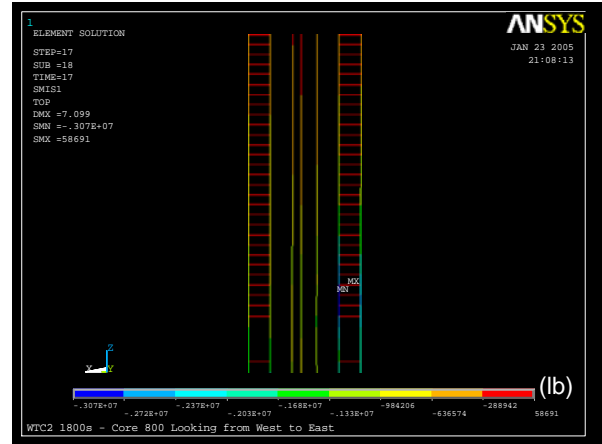 1
ELEMENT SOLUTION
STEP=17
SUB =18
TIME=17
SMIS1
TOP
DMX =7.099
SMN =-.307E+07
SMX =58691
ANSYS
JAN 23 2005
21:08:13
MX
MN
Z
X Y
(lb)
-.307E+07 -.237E+07 -.168E+07 -984206 -288942
-.272E+07 -.203E+07 -.133E+07 -636574 58691
WTC2 1800s - Core 800 Looking from West to East